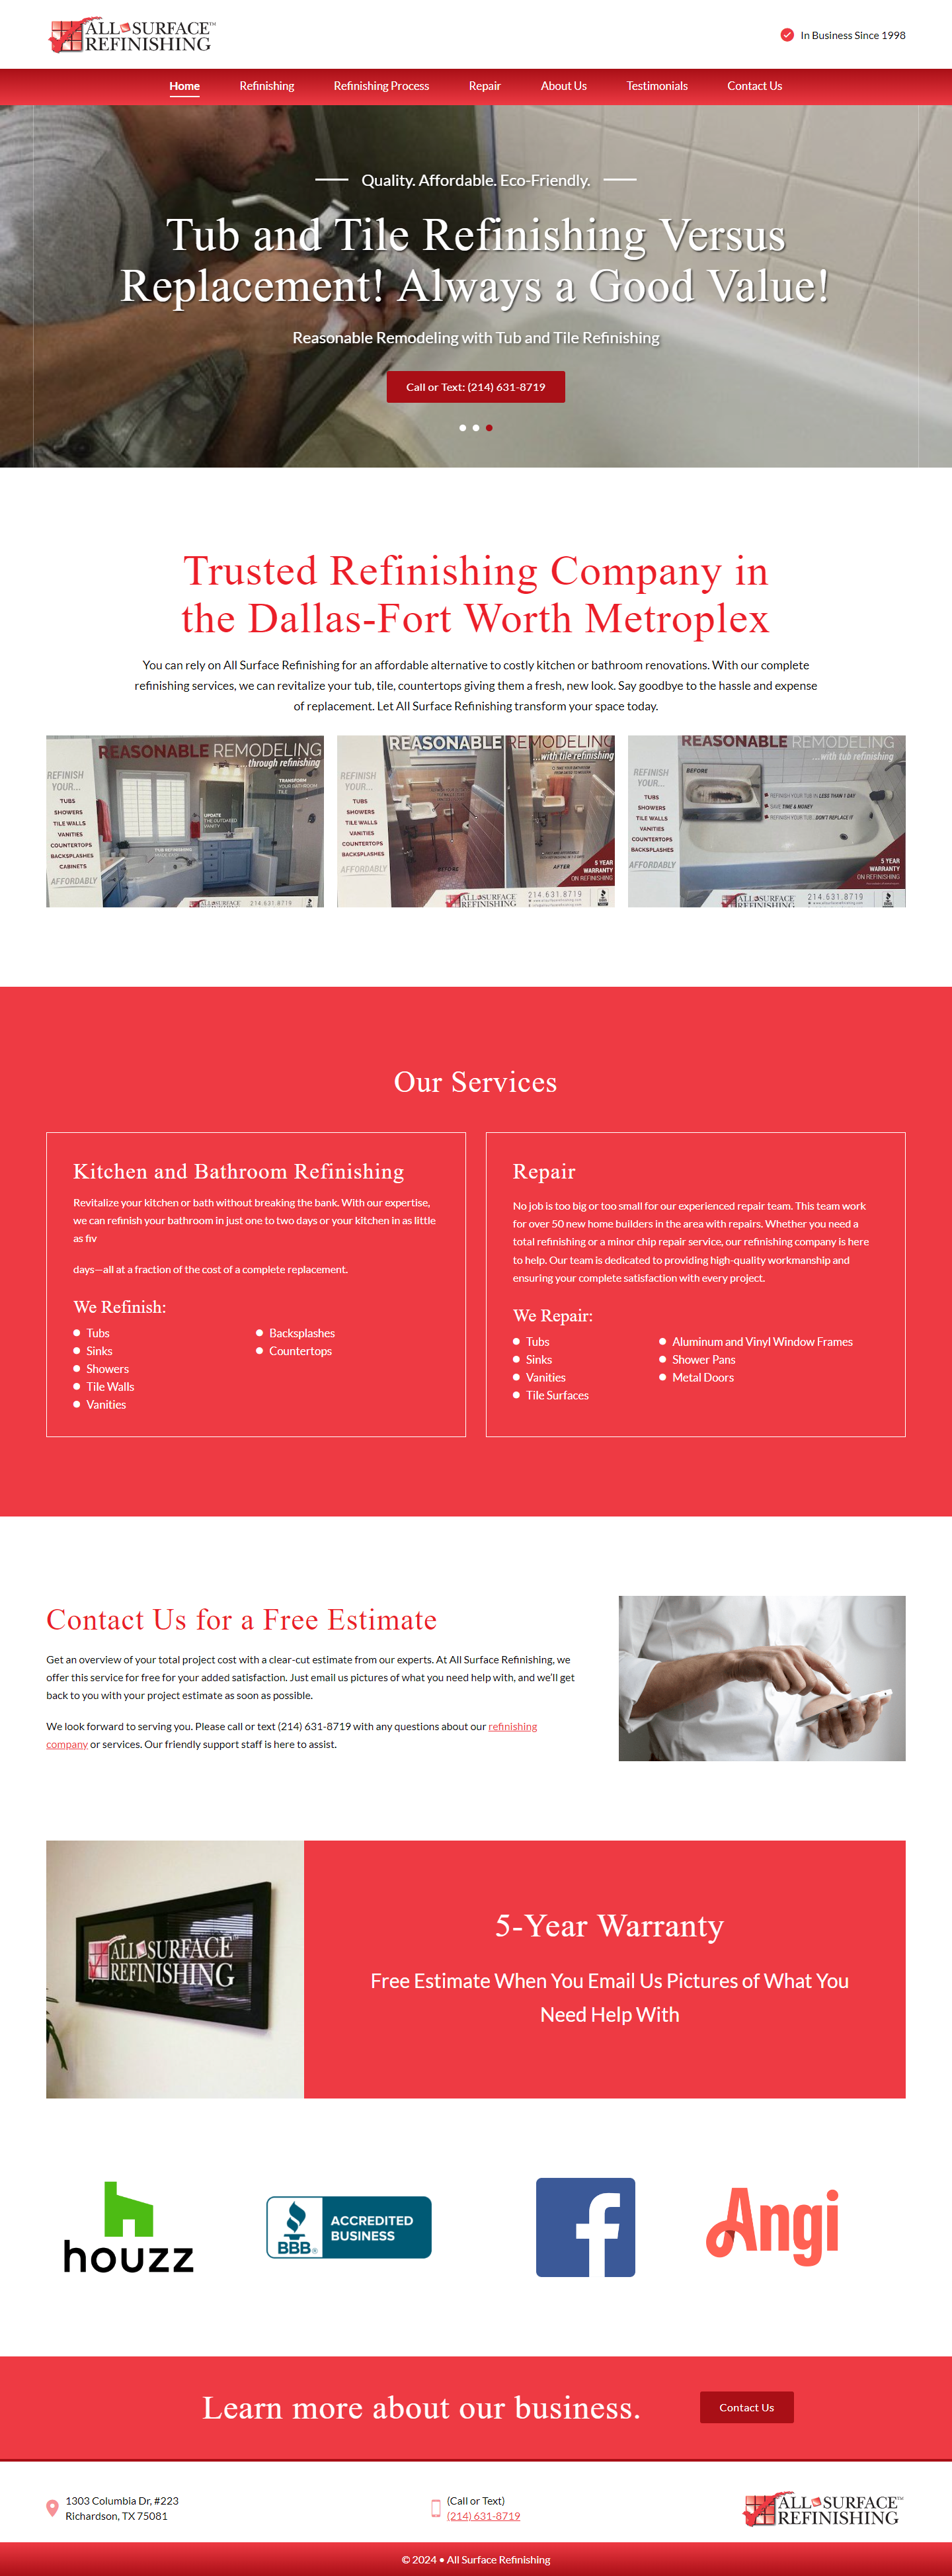 ALL SURFACE™
REFINISHING
In Business Since 1998
Home
Refinishing
Refinishing Process
Repair
About Us
Testimonials
Contact Us
Quality. Affordable. Eco-Friendly.
Tub and Tile Refinishing Versus
Replacement! Always a Good Value!
Reasonable Remodeling with Tub and Tile Refinishing
Call or Text: (214) 631-8719
Trusted Refinishing Company in
the Dallas-Fort Worth Metroplex
You can rely on All Surface Refinishing for an affordable alternative to costly kitchen or bathroom renovations. With our complete
refinishing services, we can revitalize your tub, tile, countertops giving them a fresh, new look. Say goodbye to the hassle and expense
of replacement. Let All Surface Refinishing transform your space today.
REASONABLE REMODELING
...through refinishing
REFINISH
YOUR...
TUBS
SHOWERS
TILE WALLS
VANITIES
COUNTERTOPS
BACKSPLASHES
CABINETS
AFFORDABLY
TRANSFORM
YOUR BATHROOM
TILE
UPDATE
THE OUTDATED
VANITY
ALL SURFACE
REFINISHING
214.631.8719
REASONABLE REMODELING
...with tile refinishing
REFINISH
YOUR...
TUBS
SHOWERS
TILE WALLS
VANITIES
COUNTERTOPS
BACKSPLASHES
AFFORDABLY
BEFORE
AFTER
5 YEAR
WARRANTY
ON REFINISHING
ALL SURFACE
REFINISHING
214.631.8719
REASONABLE REMODELING
...with tub refinishing
REFINISH
YOUR...
TUBS
SHOWERS
TILE WALLS
VANITIES
COUNTERTOPS
BACKSPLASHES
AFFORDABLY
BEFORE
REFINISH YOUR TUB IN LESS THAN 1 DAY
SAVE TIME & MONEY
REFINISH YOUR TUB...DON'T REPLACE IT
5 YEAR
WARRANTY
ON REFINISHING
ALL SURFACE
REFINISHING
214.631.8719
Our Services
Kitchen and Bathroom Refinishing
Revitalize your kitchen or bath without breaking the bank. With our expertise,
we can refinish your bathroom in just one to two days or your kitchen in as little
as fiv
days—all at a fraction of the cost of a complete replacement.
We Refinish:
Tubs
Sinks
Showers
Tile Walls
Vanities
Backsplashes
Countertops
Repair
No job is too big or too small for our experienced repair team. This team work
for over 50 new home builders in the area with repairs. Whether you need a
total refinishing or a minor chip repair service, our refinishing company is here
to help. Our team is dedicated to providing high-quality workmanship and
ensuring your complete satisfaction with every project.
We Repair:
Tubs
Sinks
Vanities
Tile Surfaces
Aluminum and Vinyl Window Frames
Shower Pans
Metal Doors
Contact Us for a Free Estimate
Get an overview of your total project cost with a clear-cut estimate from our experts. At All Surface Refinishing, we
offer this service for free for your added satisfaction. Just email us pictures of what you need help with, and we'll get
back to you with your project estimate as soon as possible.
We look forward to serving you. Please call or text (214) 631-8719 with any questions about our refinishing
company or services. Our friendly support staff is here to assist.
ALL SURFACE
REFINISHING
5-Year Warranty
Free Estimate When You Email Us Pictures of What You
Need Help With
houzz
BBB®
ACCREDITED
BUSINESS
f
Angi
Learn more about our business.
Contact Us
1303 Columbia Dr, #223
Richardson, TX 75081
(Call or Text)
(214) 631-8719
ALL SURFACE™
REFINISHING
© 2024 • All Surface Refinishing